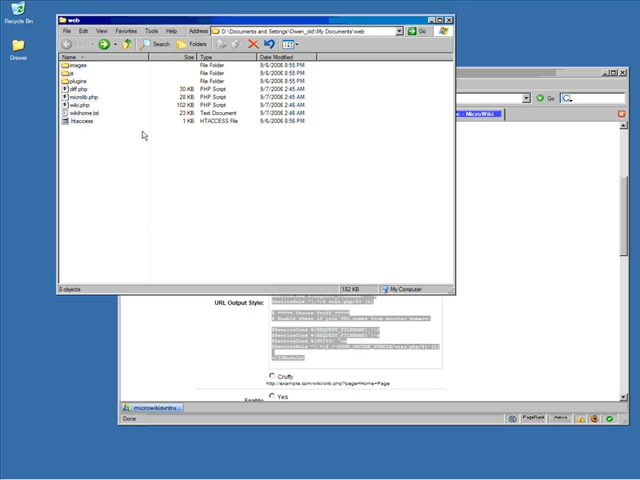 Recycle Bin
Drawer
web
File Edit View Favorites Tools Help Address D:\Documents and Settings\Owen_old\My Documents\web Go
Back Search Folders
Name Size Type Date Modified
images File Folder 9/6/2006 8:55 PM
js File Folder 9/6/2006 8:55 PM
plugins File Folder 9/6/2006 8:55 PM
diff.php 30 KB PHP Script 9/7/2006 2:45 AM
microlib.php 28 KB PHP Script 9/7/2006 2:45 AM
wiki.php 102 KB PHP Script 9/7/2006 2:46 AM
wikihome.txt 23 KB Text Document 9/7/2006 2:46 AM
.htaccess 1 KB HTACCESS File 9/6/2006 8:56 PM
8 objects 182 KB My Computer
Go
- MicroWiki
URL Output Style:
Cruffy
http://example.com/wiki/wiki.php?page=Home+Page
Enable Yes
microwikisvntru...
Done PageRank Alexa